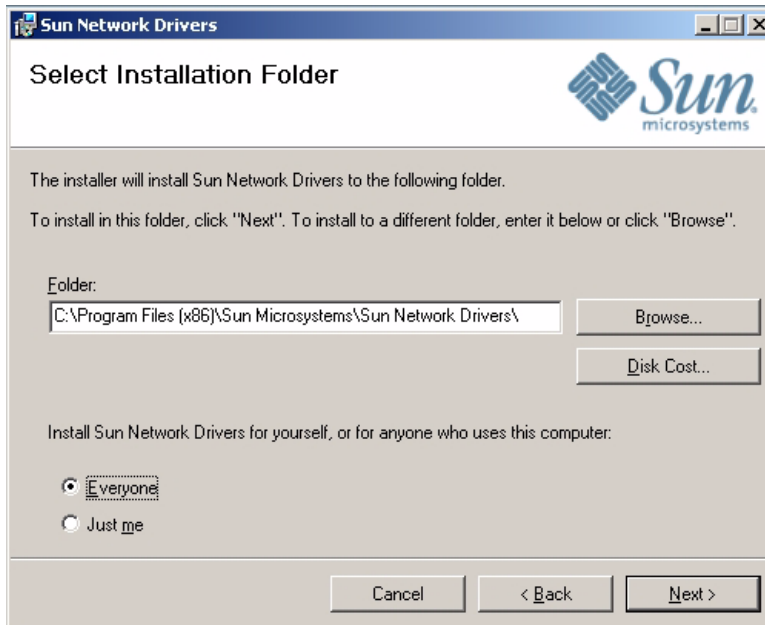 Sun Network Drivers
Select Installation Folder
Sun
microsystems
The installer will install Sun Network Drivers to the following folder.
To install in this folder, click "Next". To install to a different folder, enter it below or click "Browse".
Folder:
C:\Program Files (x86)\Sun Microsystems\Sun Network Drivers\
Browse...
Disk Cost...
Install Sun Network Drivers for yourself, or for anyone who uses this computer:
Everyone
Just me
Cancel
< Back
Next >